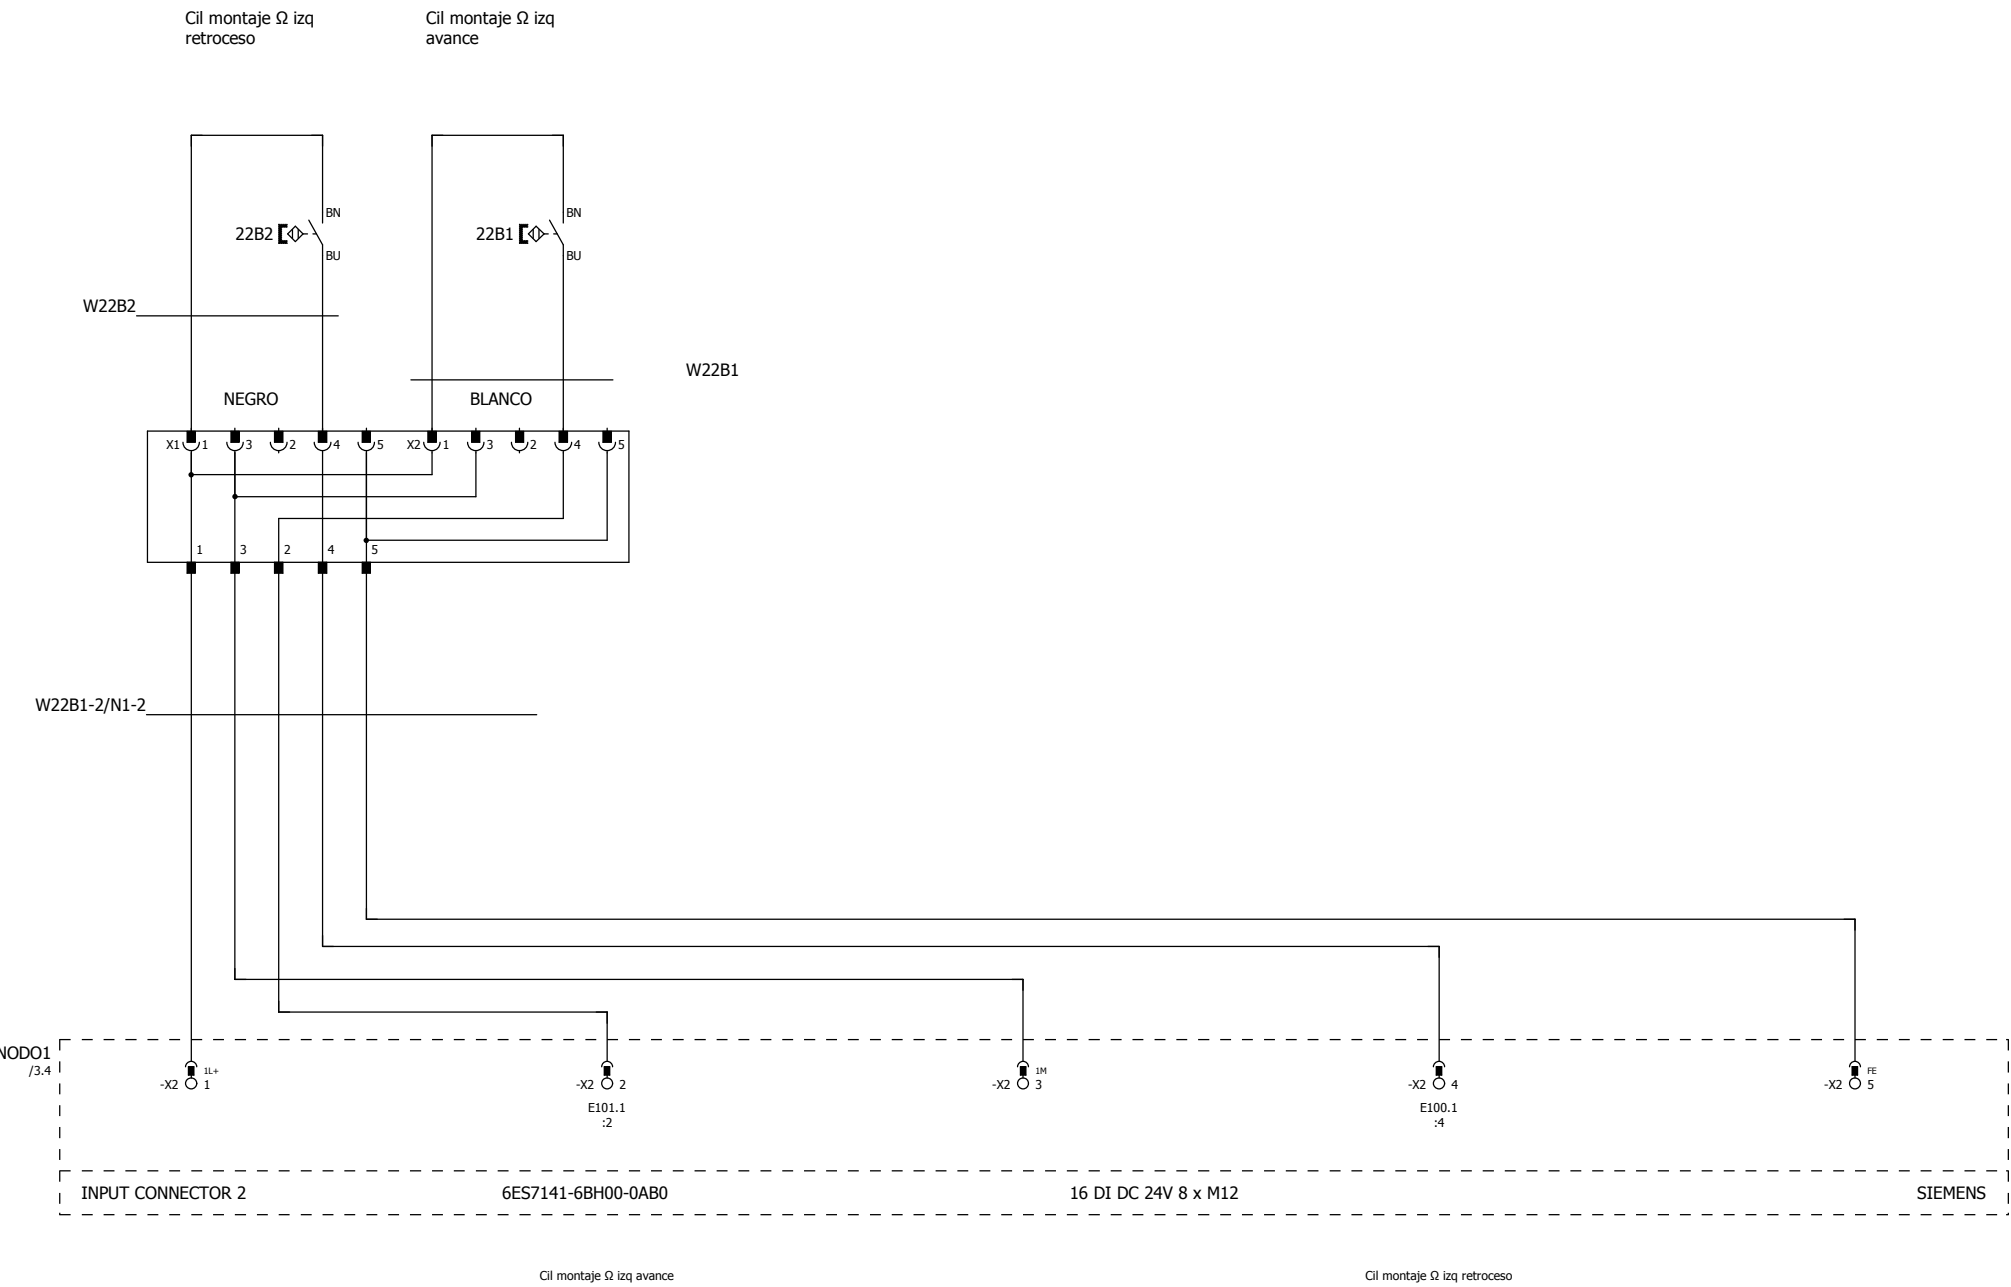 Cil montaje Ω izq
retroceso
Cil montaje Ω izq
avance
BN
22B2
BU
BN
22B1
BU
W22B2
W22B1
NEGRO
BLANCO
X1 1 3 2 4 5 X2 1 3 2 4 5
1 3 2 4 5
W22B1-2/N1-2
NODO1
/3.4
1L+
-X2 1
-X2 2
E101.1
:2
1M
-X2 3
-X2 4
E100.1
:4
FE
-X2 5
INPUT CONNECTOR 2 6ES7141-6BH00-0AB0 16 DI DC 24V 8 x M12 SIEMENS
Cil montaje Ω izq avance
Cil montaje Ω izq retroceso